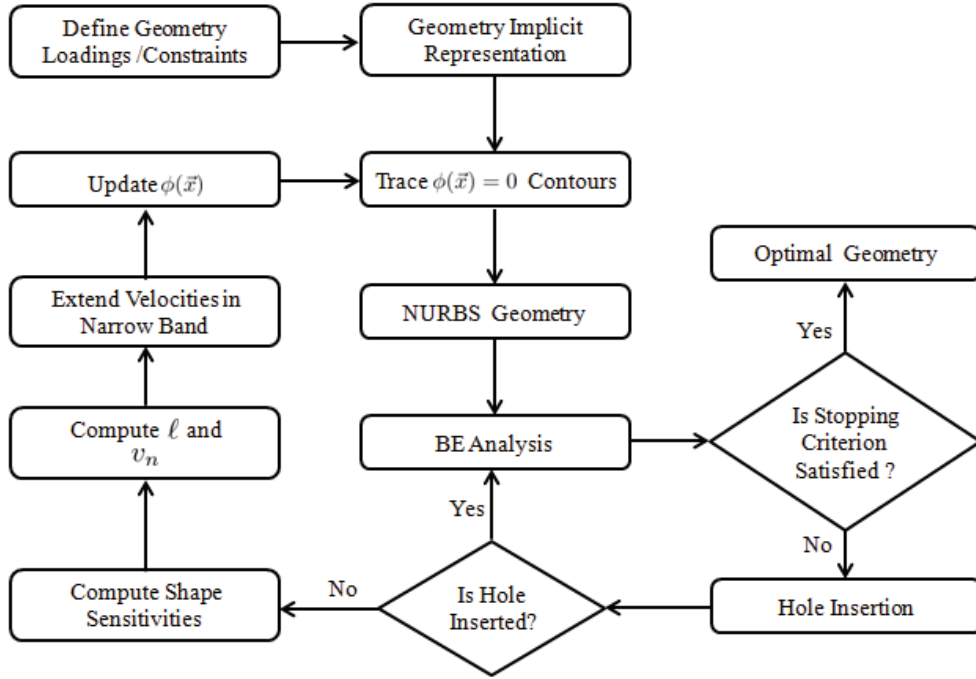 Define Geometry
Loadings /Constraints
Geometry Implicit
Representation
Update ϕ(x⃗)
Trace ϕ(x⃗) = 0 Contours
Optimal Geometry
Extend Velocities in
Narrow Band
NURBS Geometry
Yes
Compute ℓ and
vₙ
BE Analysis
Is Stopping
Criterion
Satisfied ?
Yes
No
Compute Shape
Sensitivities
No
Is Hole
Inserted?
Hole Insertion